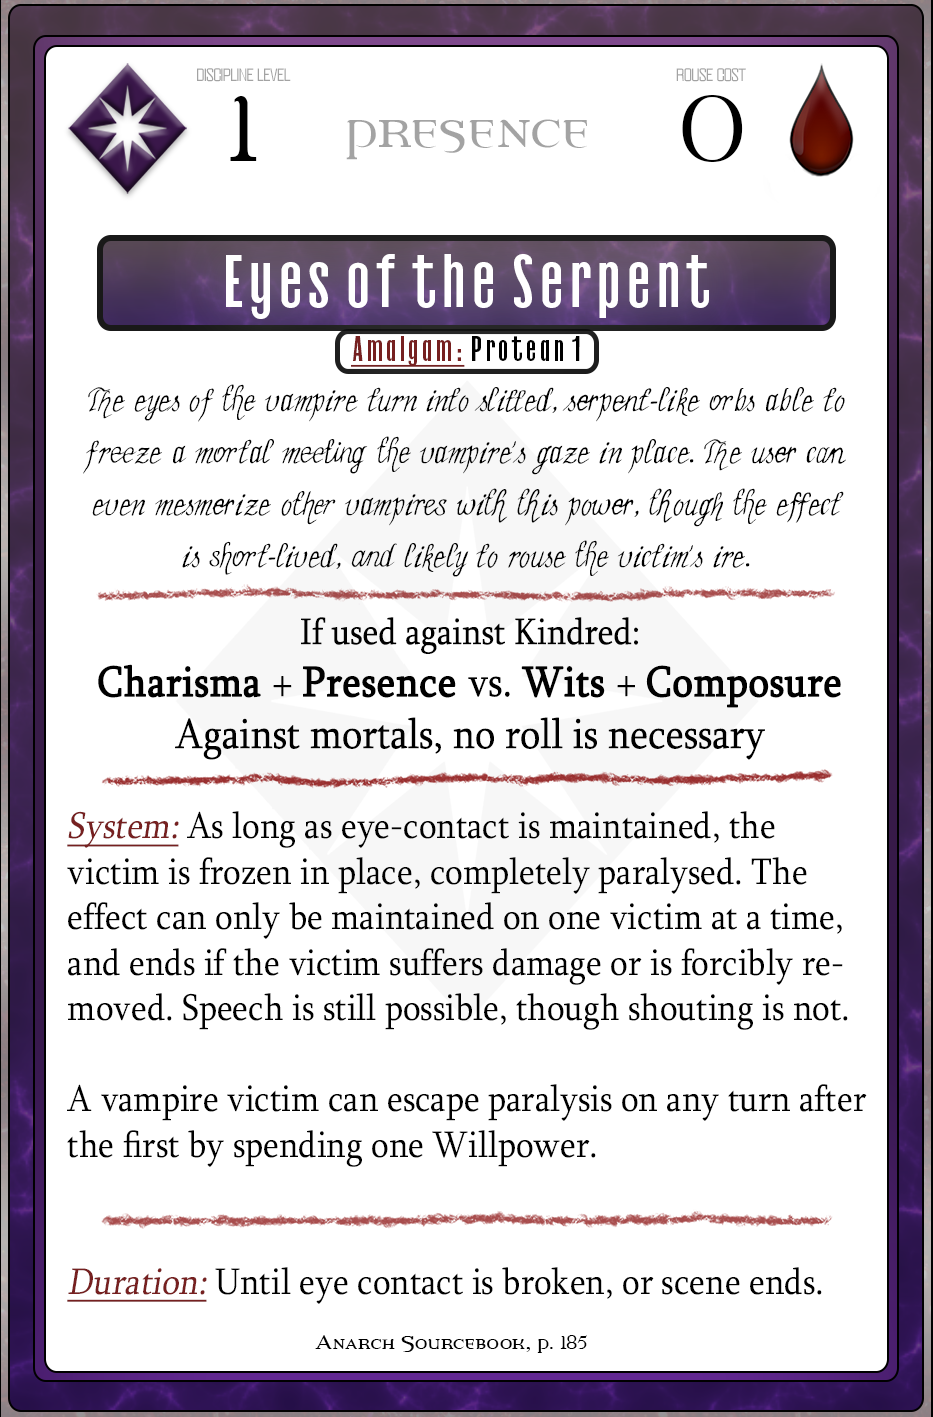 DISCIPLINE LEVEL
1
PRESENCE
ROUSE COST
0
Eyes of the Serpent
Amalgam: Protean 1
The eyes of the vampire turn into slitted, serpent-like orbs able to
freeze a mortal meeting the vampire's gaze in place. The user can
even mesmerize other vampires with this power, though the effect
is short-lived, and likely to rouse the victim's ire.
If used against Kindred:
Charisma + Presence vs. Wits + Composure
Against mortals, no roll is necessary
System: As long as eye-contact is maintained, the
victim is frozen in place, completely paralysed. The
effect can only be maintained on one victim at a time,
and ends if the victim suffers damage or is forcibly re-
moved. Speech is still possible, though shouting is not.
A vampire victim can escape paralysis on any turn after
the first by spending one Willpower.
Duration: Until eye contact is broken, or scene ends.
Anarch Sourcebook, p. 185